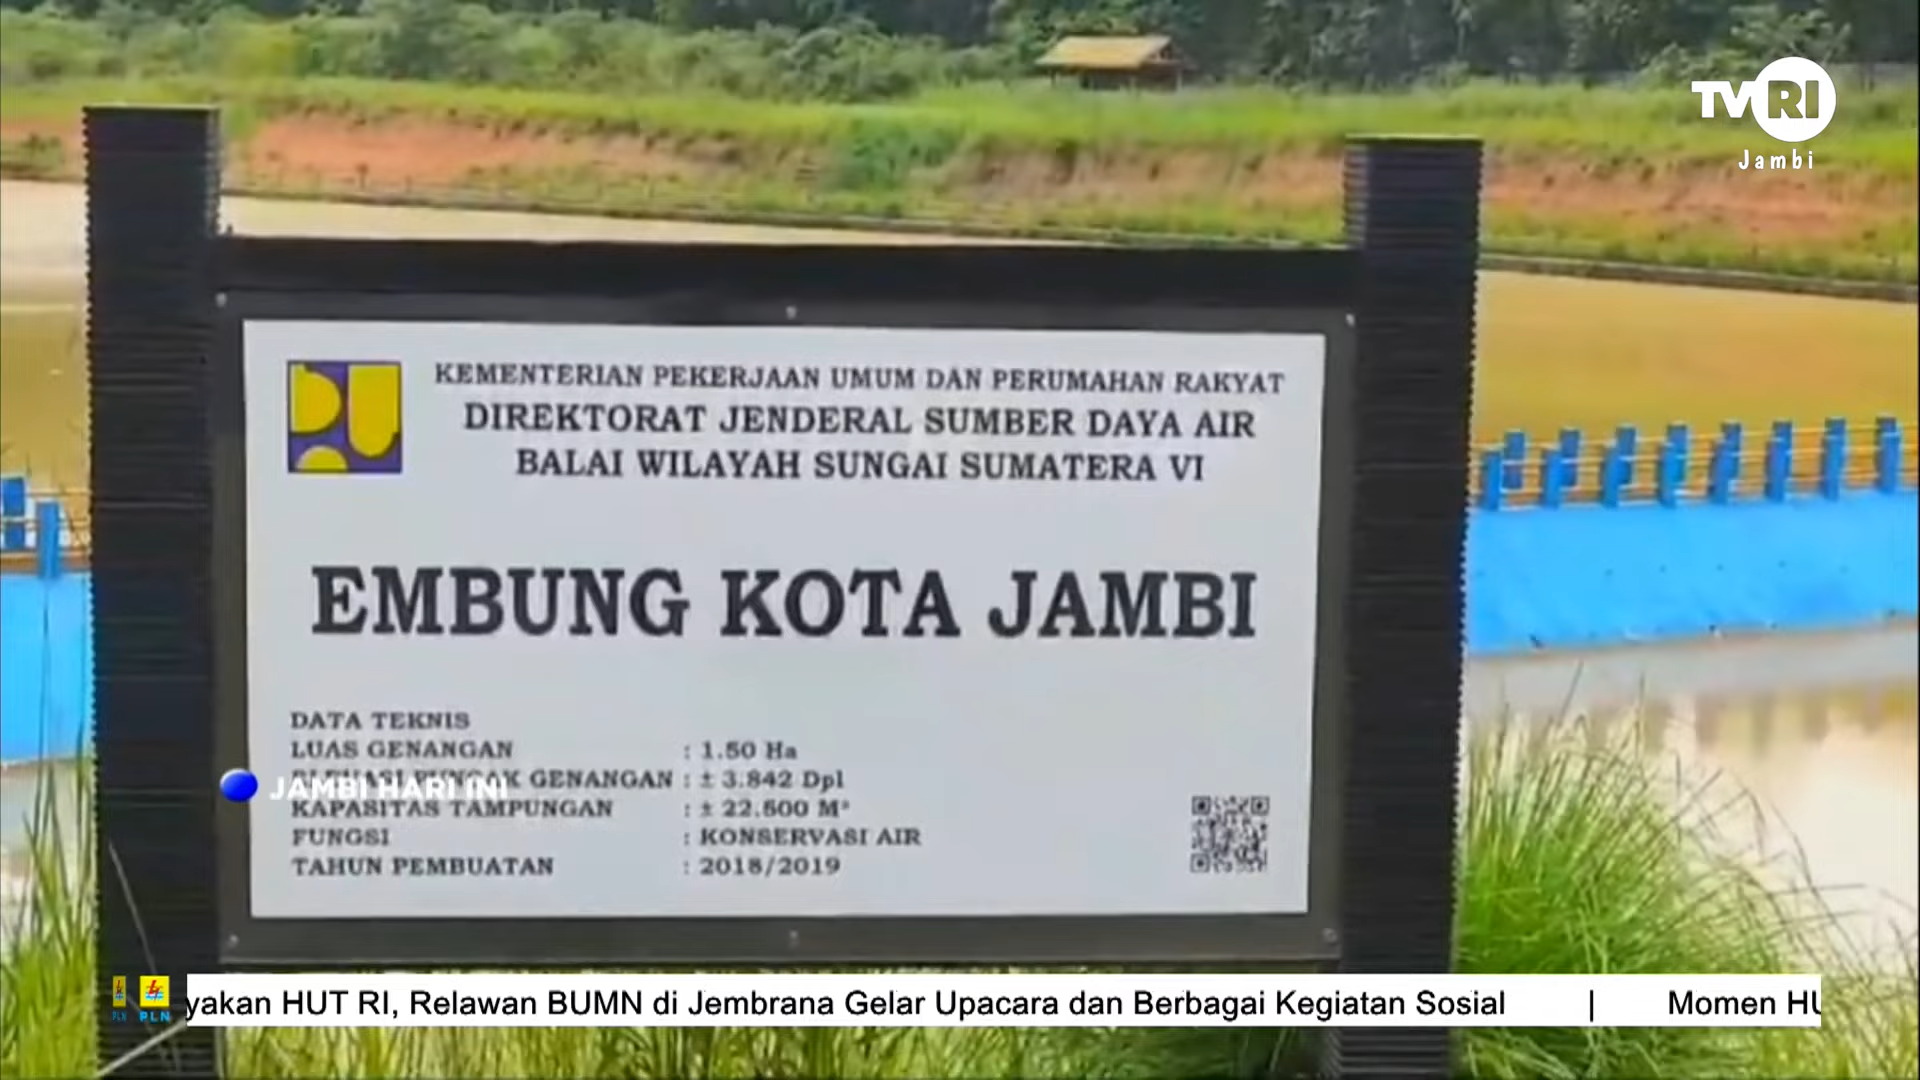 TVRI
Jambi
KEMENTERIAN PEKERJAAN UMUM DAN PERUMAHAN RAKYAT
DIREKTORAT JENDERAL SUMBER DAYA AIR
BALAI WILAYAH SUNGAI SUMATERA VI
EMBUNG KOTA JAMBI
DATA TEKNIS
LUAS GENANGAN : 1.50 Ha
ELEVASI PUNCAK GENANGAN : ± 3.842 Dpl
JAMBI HARI INI
KAPASITAS TAMPUNGAN : ± 22.500 M³
FUNGSI : KONSERVASI AIR
TAHUN PEMBUATAN : 2018/2019
PLN PLN yakan HUT RI, Relawan BUMN di Jembrana Gelar Upacara dan Berbagai Kegiatan Sosial | Momen HU